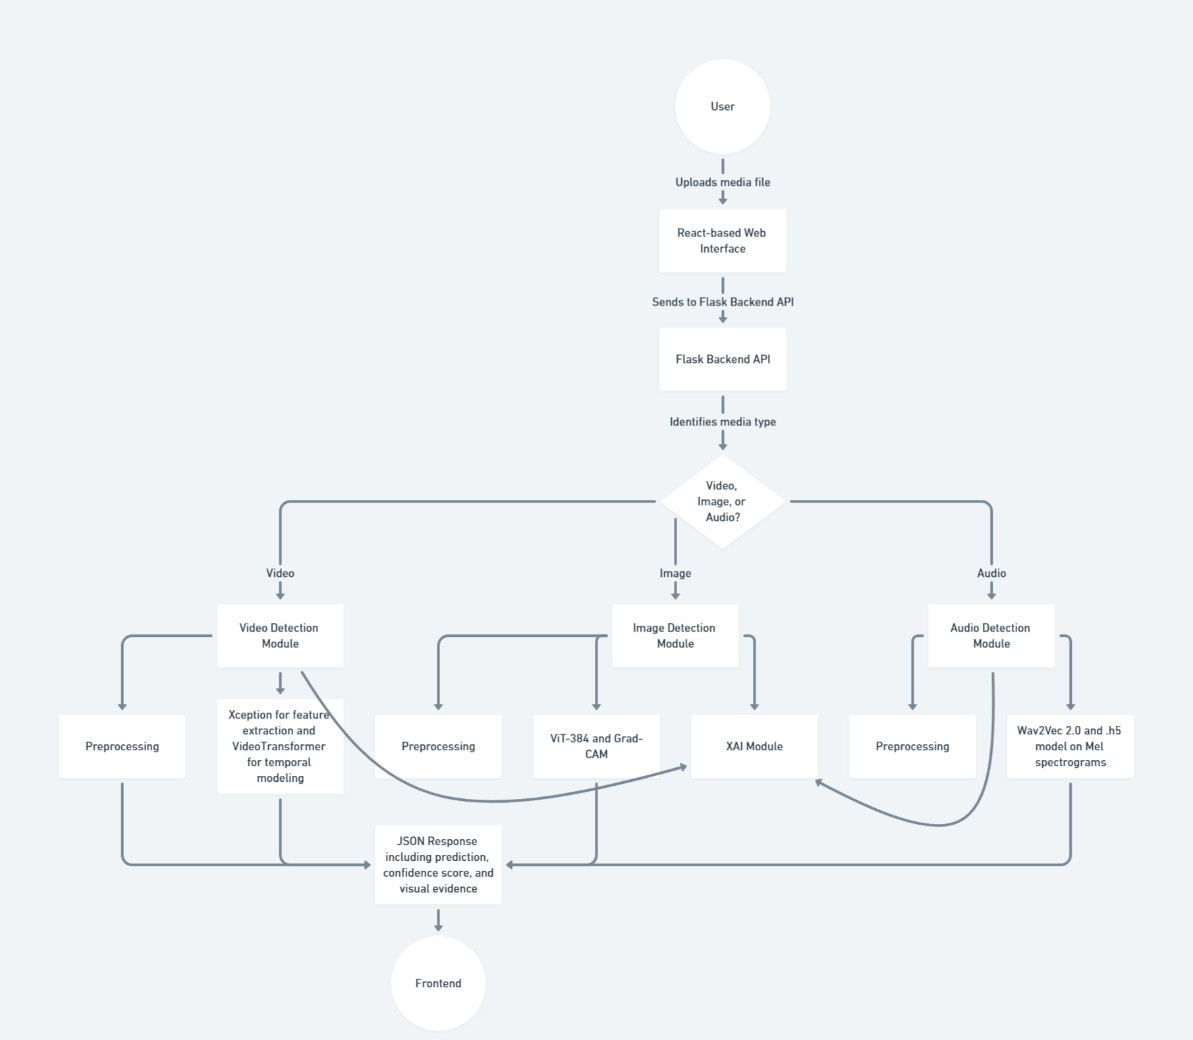 User
Uploads media file
React-based Web
Interface
Sends to Flask Backend API
Flask Backend API
Identifies media type
Video,
Image, or
Audio?
Video
Image
Audio
Video Detection
Module
Image Detection
Module
Audio Detection
Module
Preprocessing
Xception for feature
extraction and
VideoTransformer
for temporal
modeling
Preprocessing
ViT-384 and Grad-
CAM
XAI Module
Preprocessing
Wav2Vec 2.0 and .h5
model on Mel
spectrograms
JSON Response
including prediction,
confidence score, and
visual evidence
Frontend